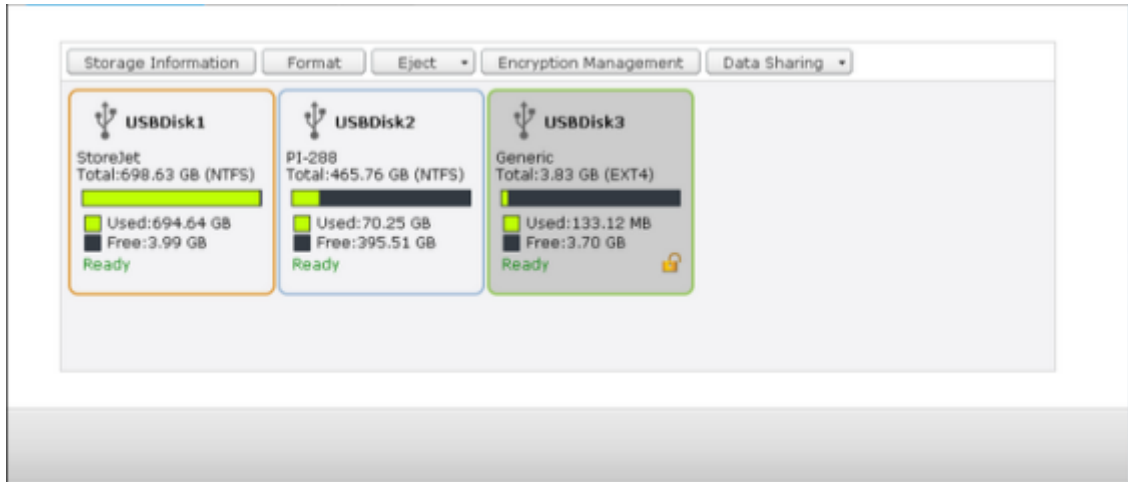 Storage Information Format Eject Encryption Management Data Sharing
USBDisk1
StoreJet
Total:698.63 GB (NTFS)
Used:694.64 GB
Free:3.99 GB
Ready
USBDisk2
PI-288
Total:465.76 GB (NTFS)
Used:70.25 GB
Free:395.51 GB
Ready
USBDisk3
Generic
Total:3.83 GB (EXT4)
Used:133.12 MB
Free:3.70 GB
Ready